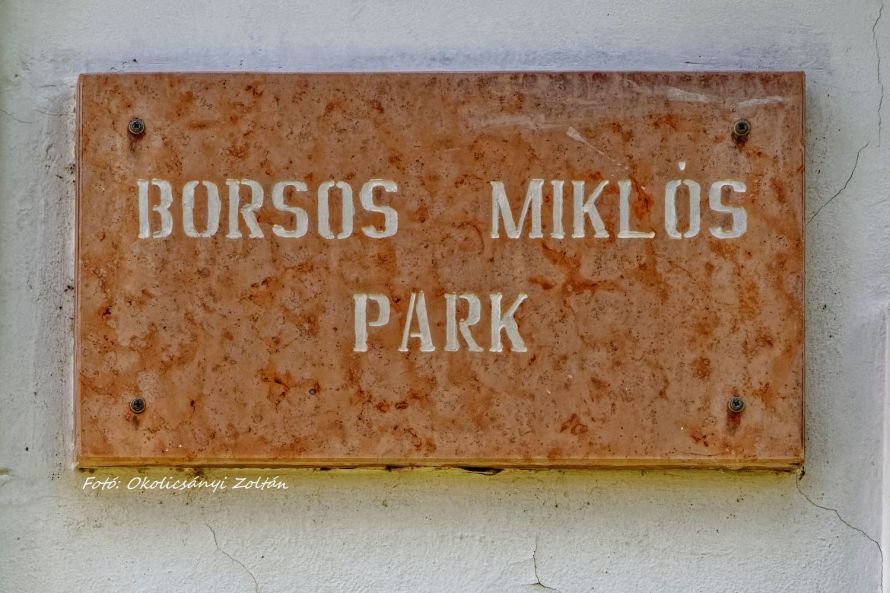 BORSOS MIKLÓS
PARK
Fotó: Okolicsányi Zoltán